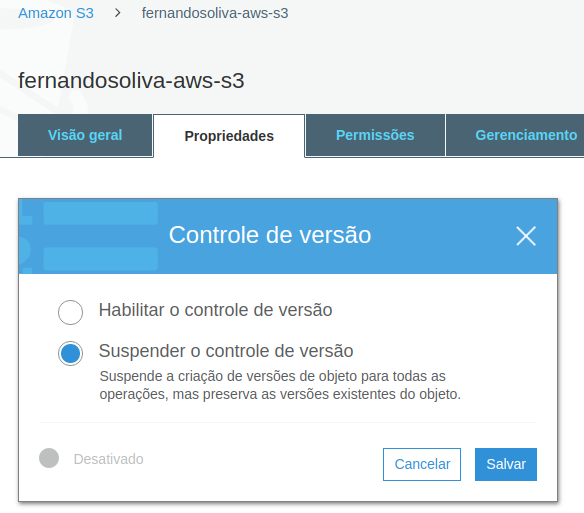 Amazon S3 > fernandosoliva-aws-s3
fernandosoliva-aws-s3
Visão geral Propriedades Permissões Gerenciamento
Controle de versão
Habilitar o controle de versão
Suspender o controle de versão
Suspende a criação de versões de objeto para todas as
operações, mas preserva as versões existentes do objeto.
Desativado Cancelar Salvar